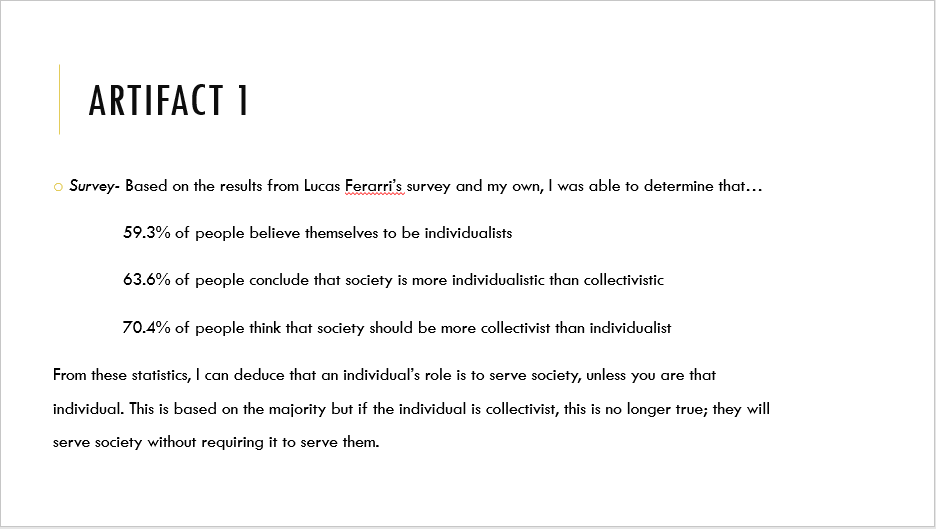 ARTIFACT 1
Survey- Based on the results from Lucas Ferarri's survey and my own, I was able to determine that…
59.3% of people believe themselves to be individualists
63.6% of people conclude that society is more individualistic than collectivistic
70.4% of people think that society should be more collectivist than individualist
From these statistics, I can deduce that an individual's role is to serve society, unless you are that
individual. This is based on the majority but if the individual is collectivist, this is no longer true; they will
serve society without requiring it to serve them.